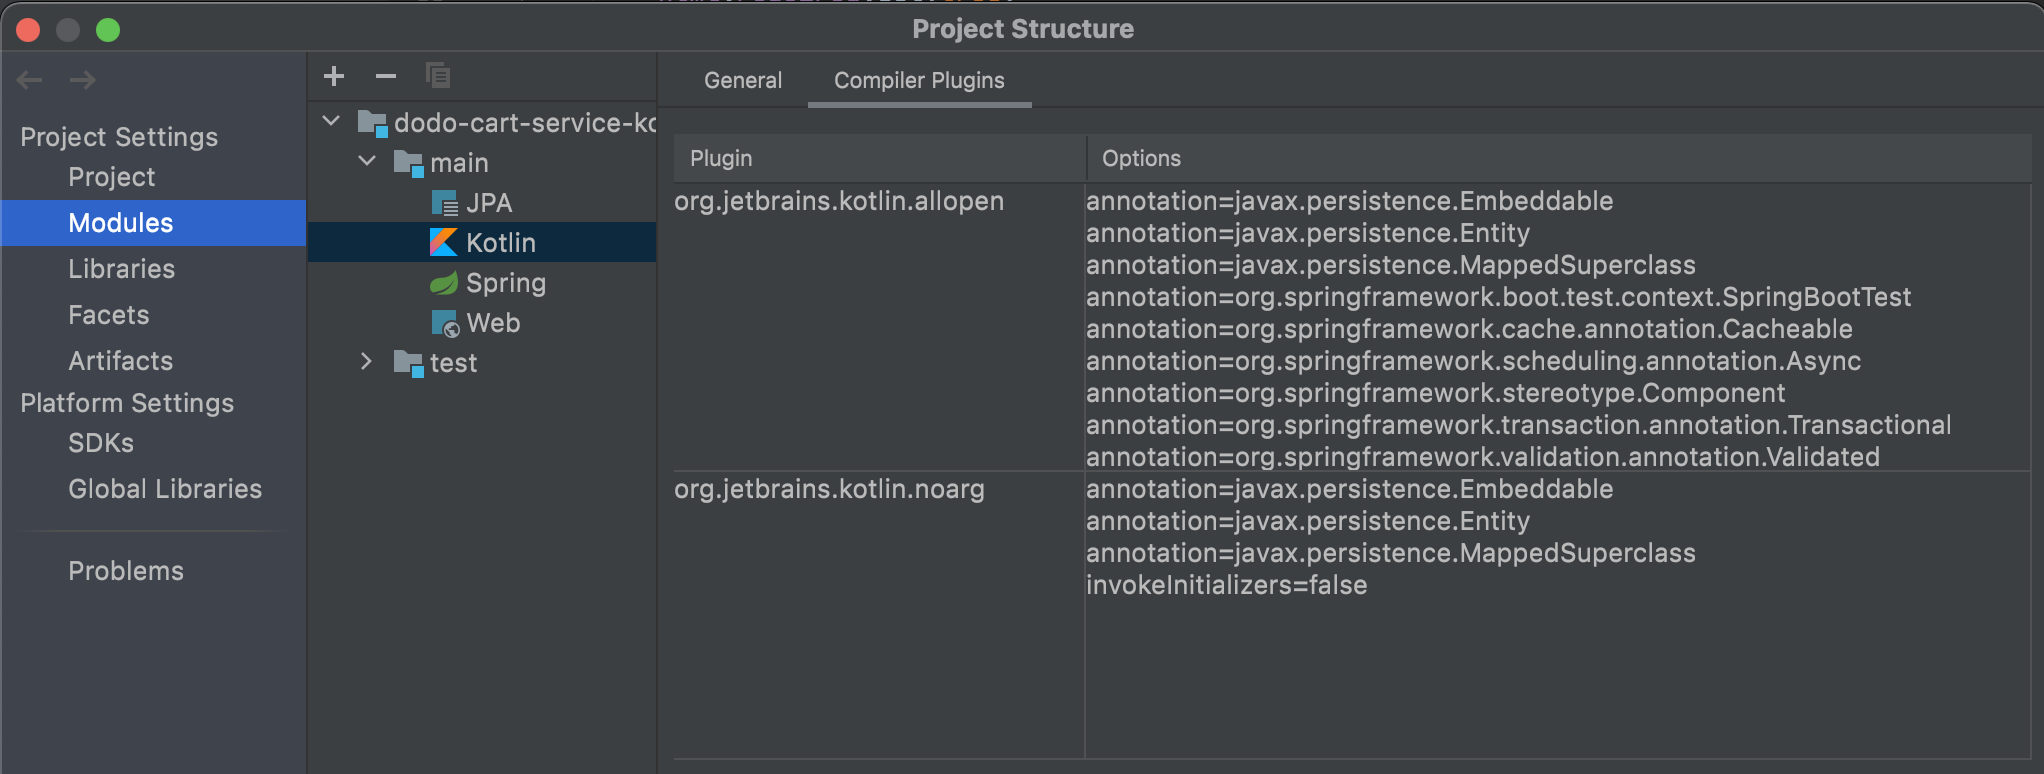 Project Structure
Project Settings
Project
Modules
Libraries
Facets
Artifacts
Platform Settings
SDKs
Global Libraries
Problems
dodo-cart-service-kc
main
JPA
Kotlin
Spring
Web
test
General Compiler Plugins
Plugin Options
org.jetbrains.kotlin.allopen annotation=javax.persistence.Embeddable
annotation=javax.persistence.Entity
annotation=javax.persistence.MappedSuperclass
annotation=org.springframework.boot.test.context.SpringBootTest
annotation=org.springframework.cache.annotation.Cacheable
annotation=org.springframework.scheduling.annotation.Async
annotation=org.springframework.stereotype.Component
annotation=org.springframework.transaction.annotation.Transactional
annotation=org.springframework.validation.annotation.Validated
org.jetbrains.kotlin.noarg annotation=javax.persistence.Embeddable
annotation=javax.persistence.Entity
annotation=javax.persistence.MappedSuperclass
invokeInitializers=false